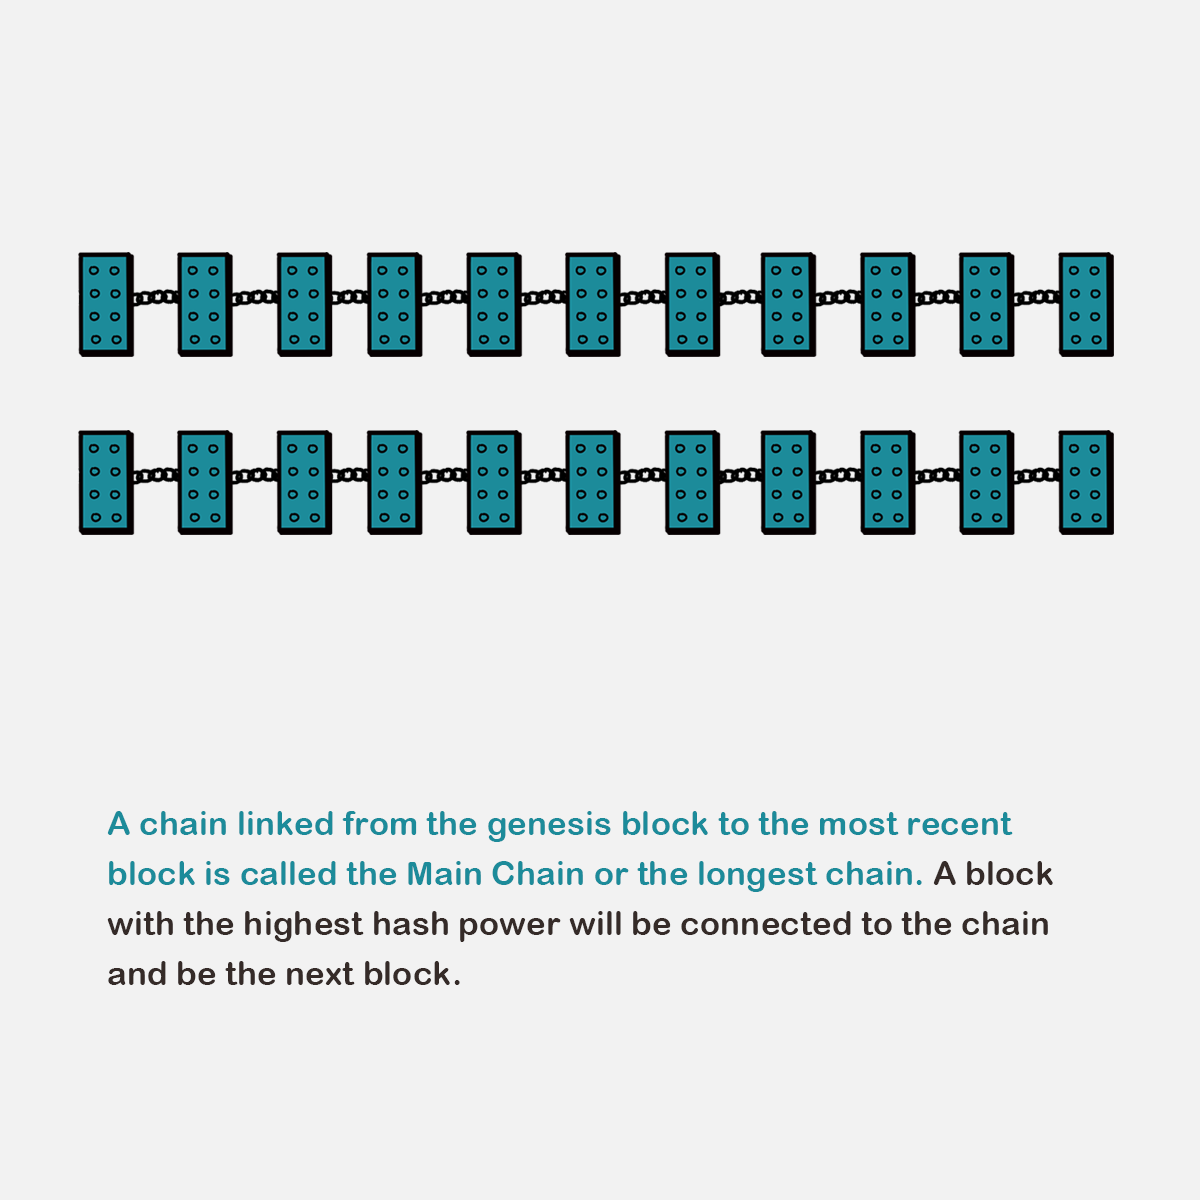 A chain linked from the genesis block to the most recent
block is called the Main Chain or the longest chain. A block
with the highest hash power will be connected to the chain
and be the next block.